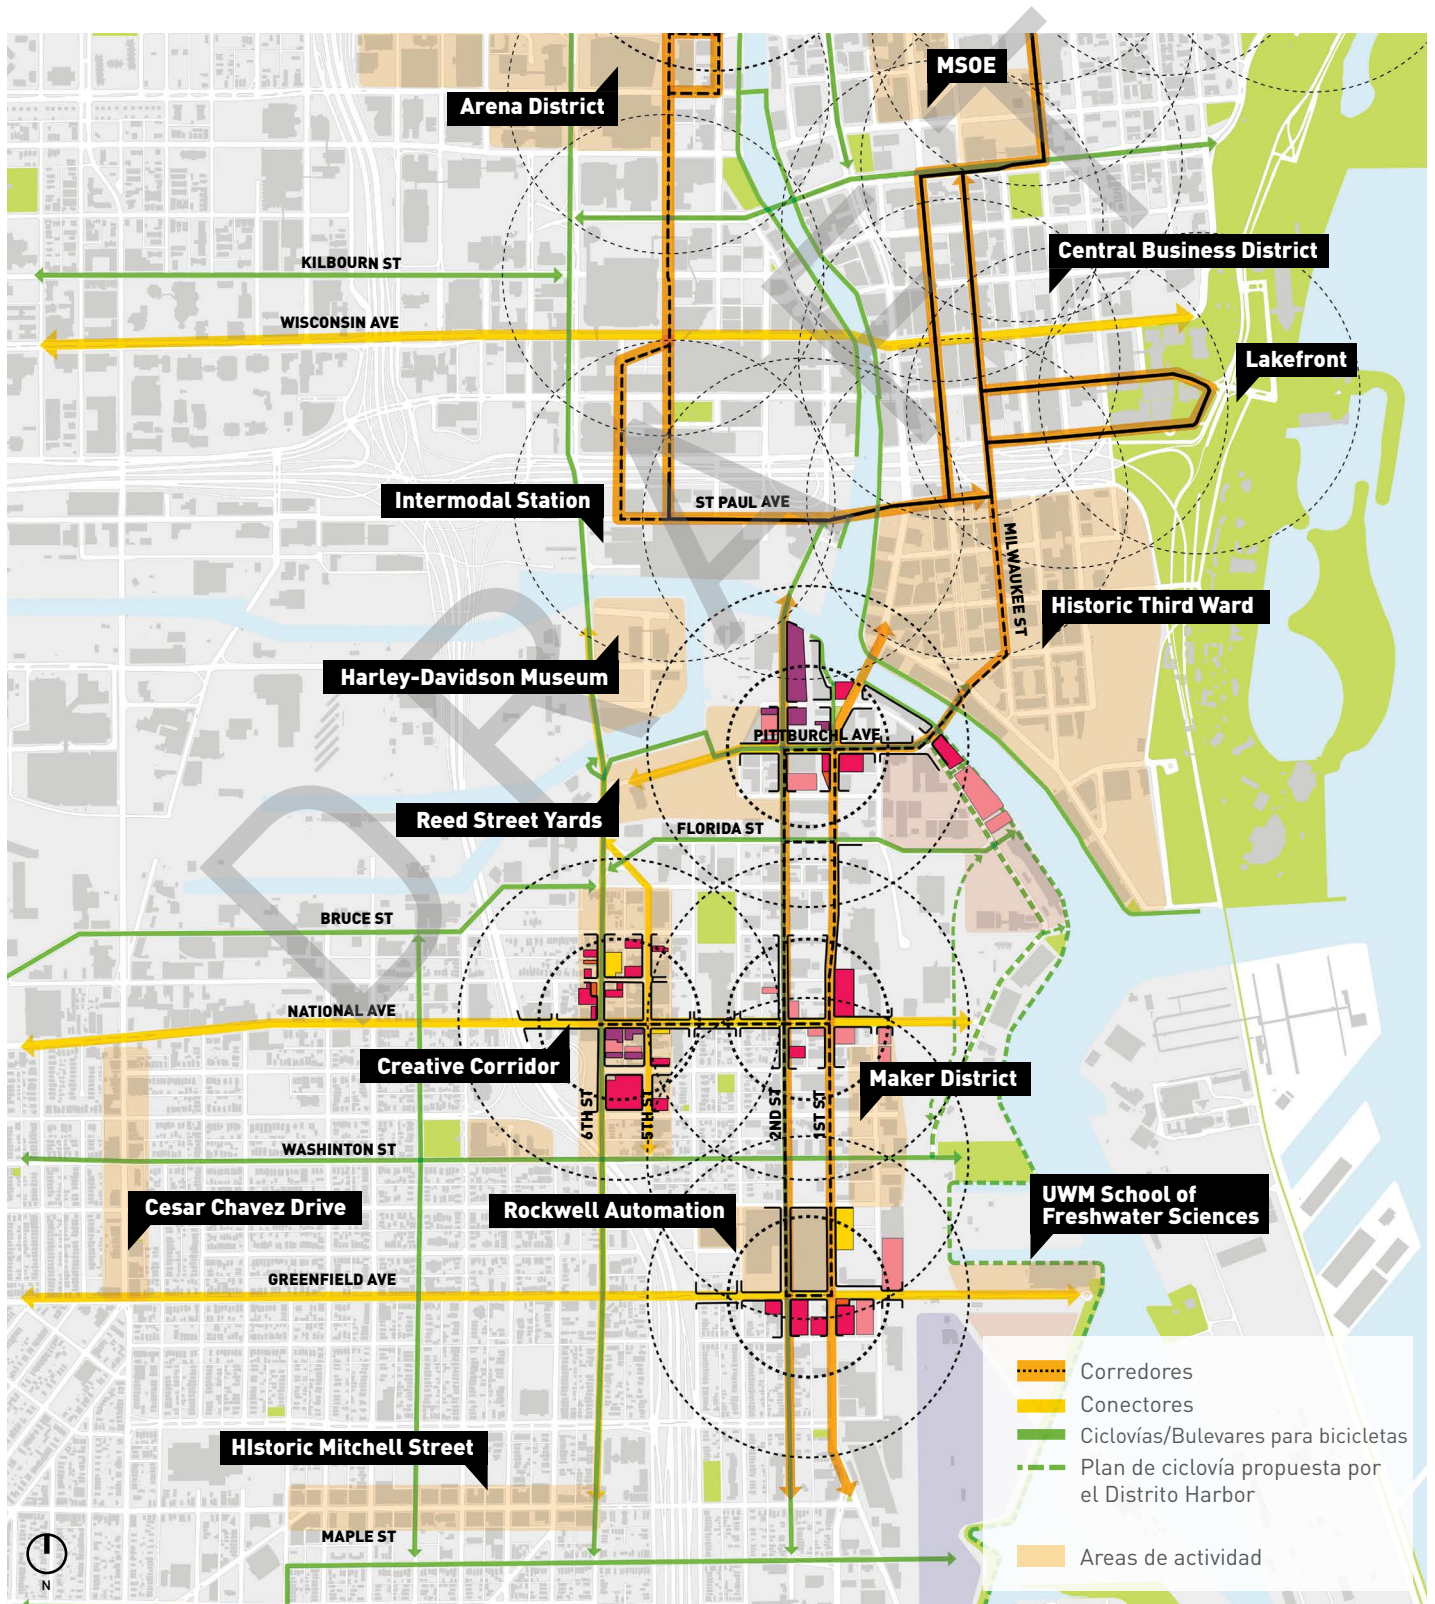 MSOE
Arena District
Central Business District
KILBOURN ST
WISCONSIN AVE
Lakefront
Intermodal Station
ST PAUL AVE
MILWAUKEE ST
Historic Third Ward
Harley-Davidson Museum
PITTBURCHL AVE
Reed Street Yards
FLORIDA ST
BRUCE ST
NATIONAL AVE
Creative Corridor
Maker District
6TH ST
5TH ST
2ND ST
1ST ST
WASHINTON ST
Cesar Chavez Drive
Rockwell Automation
UWM School of
Freshwater Sciences
GREENFIELD AVE
HIstoric Mitchell Street
MAPLE ST
N
Corredores
Conectores
Ciclovías/Bulevares para bicicletas
Plan de ciclovía propuesta por
el Distrito Harbor
Areas de actividad
DRAFT